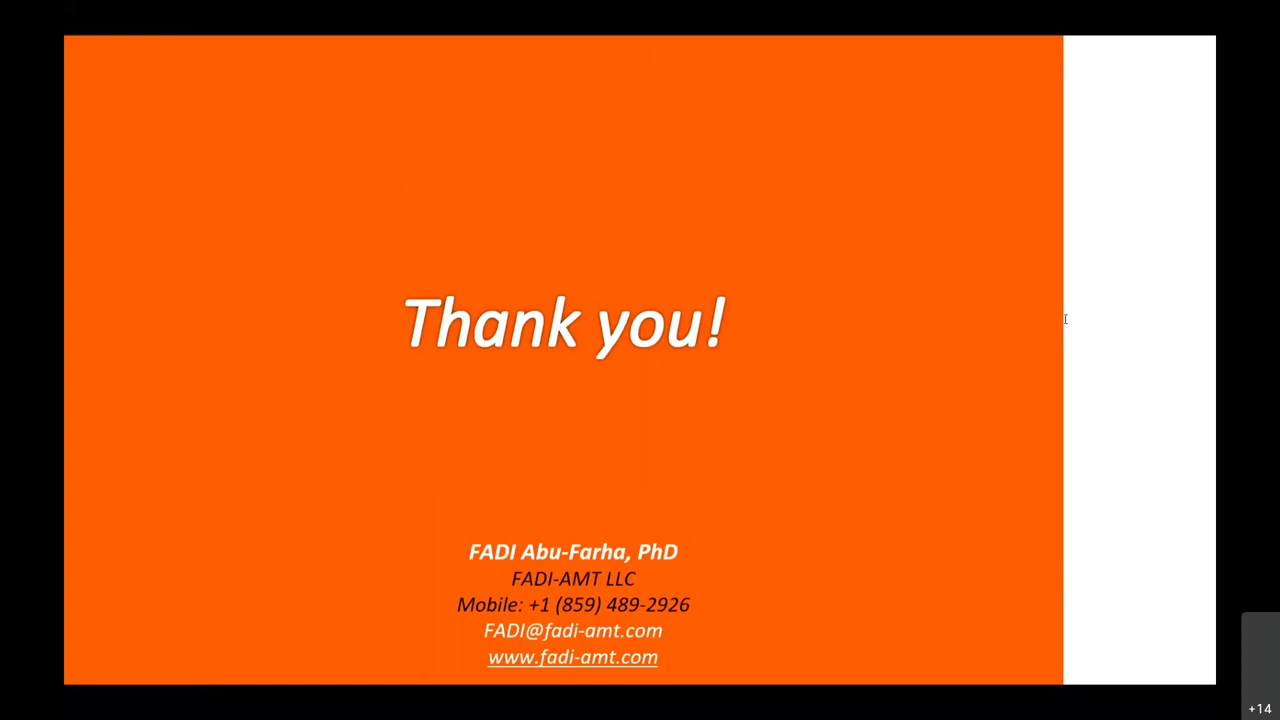 Thank you!
FADI Abu-Farha, PhD
FADI-AMT LLC
Mobile: +1 (859) 489-2926
FADI@fadi-amt.com
www.fadi-amt.com
+14